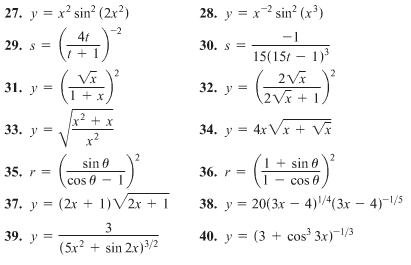 27. y = x² sin² (2x²)
28. y = x⁻² sin² (x³)
29. s = (4t / (t + 1))⁻²
30. s = −1 / (15(15t − 1)³)
31. y = (√x / (1 + x))²
32. y = (2√x / (2√x + 1))²
33. y = √((x² + x) / x²)
34. y = 4x√(x + √x)
35. r = (sin θ / (cos θ − 1))²
36. r = ((1 + sin θ) / (1 − cos θ))²
37. y = (2x + 1)√(2x + 1)
38. y = 20(3x − 4)^(1/4)(3x − 4)^(−1/5)
39. y = 3 / (5x² + sin 2x)^(3/2)
40. y = (3 + cos³ 3x)^(−1/3)